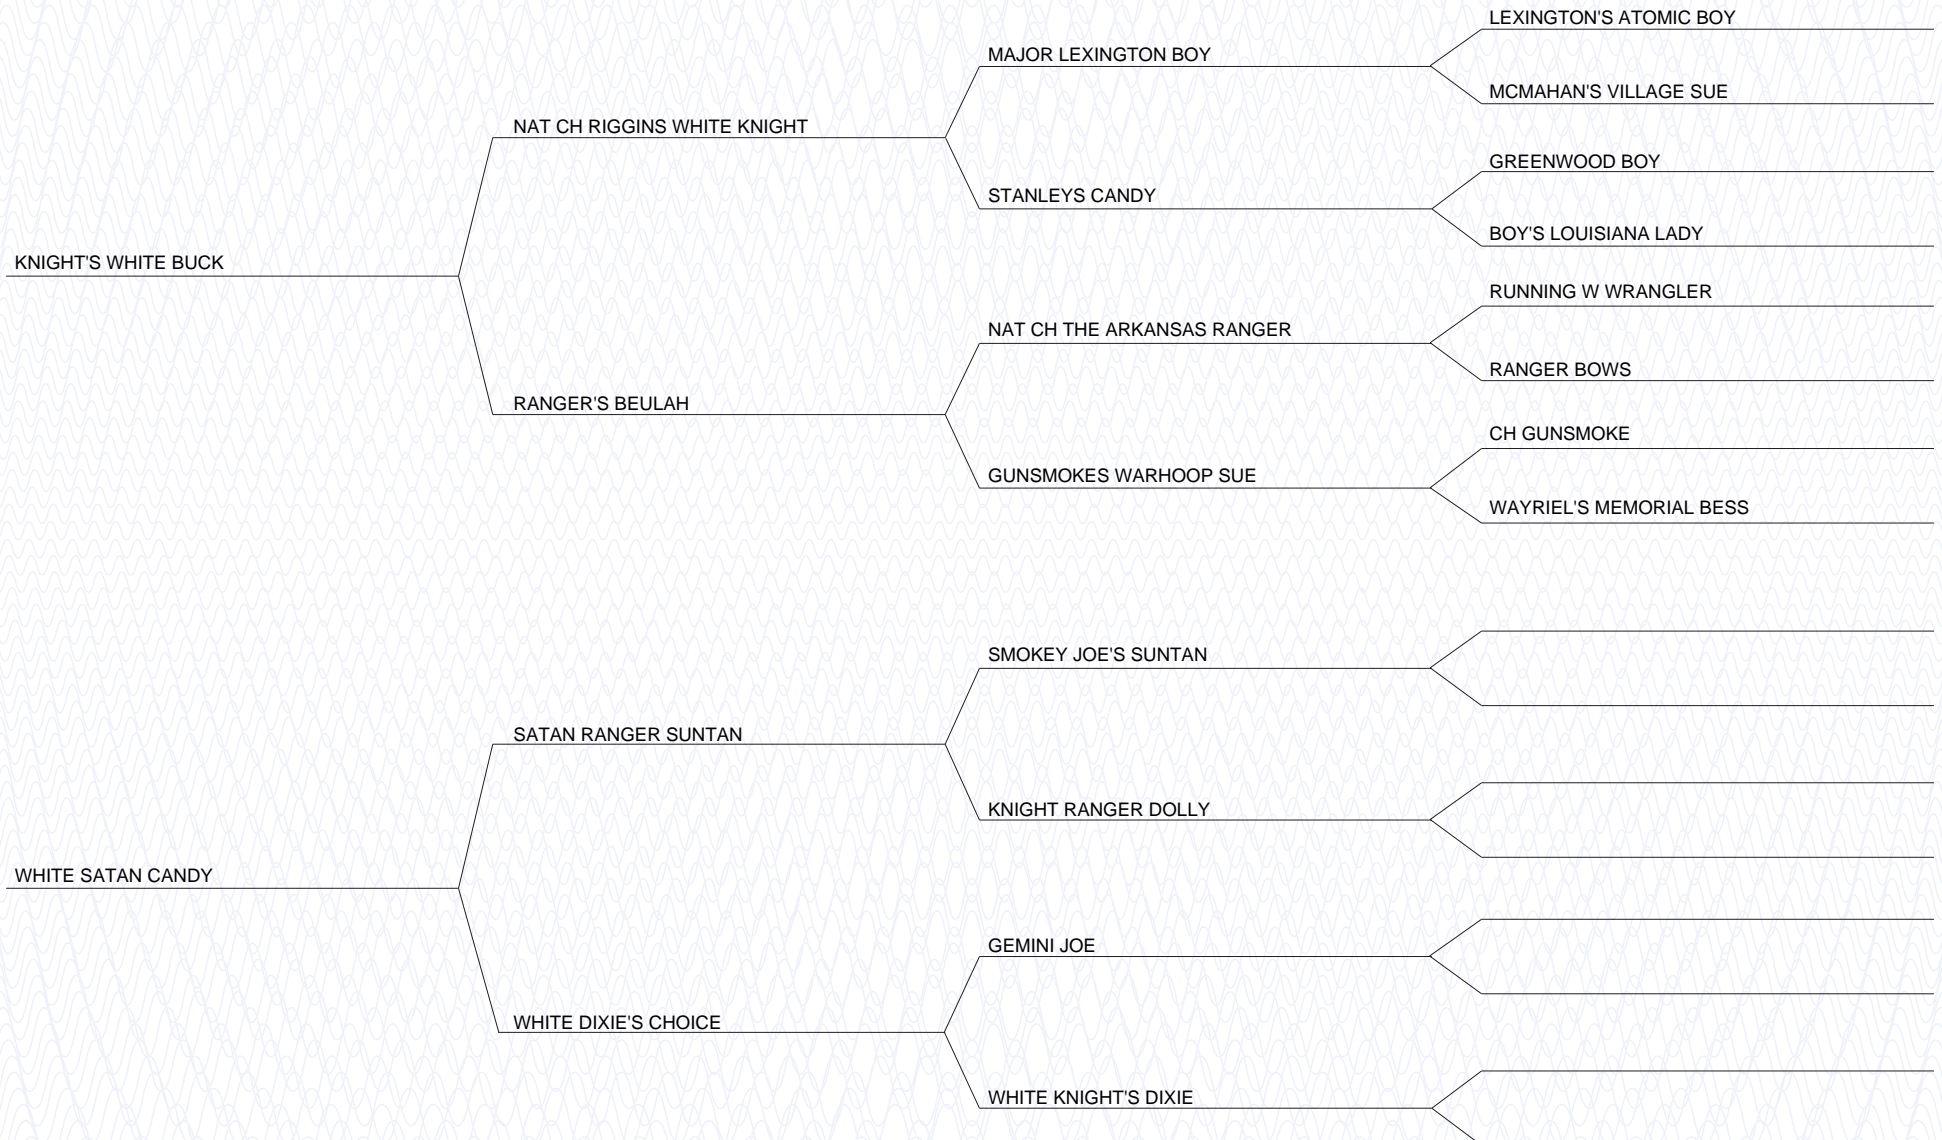 LEXINGTON'S ATOMIC BOY
MAJOR LEXINGTON BOY
MCMAHAN'S VILLAGE SUE
NAT CH RIGGINS WHITE KNIGHT
GREENWOOD BOY
STANLEYS CANDY
BOY'S LOUISIANA LADY
KNIGHT'S WHITE BUCK
RUNNING W WRANGLER
NAT CH THE ARKANSAS RANGER
RANGER BOWS
RANGER'S BEULAH
CH GUNSMOKE
GUNSMOKES WARHOOP SUE
WAYRIEL'S MEMORIAL BESS
SMOKEY JOE'S SUNTAN
SATAN RANGER SUNTAN
KNIGHT RANGER DOLLY
WHITE SATAN CANDY
GEMINI JOE
WHITE DIXIE'S CHOICE
WHITE KNIGHT'S DIXIE